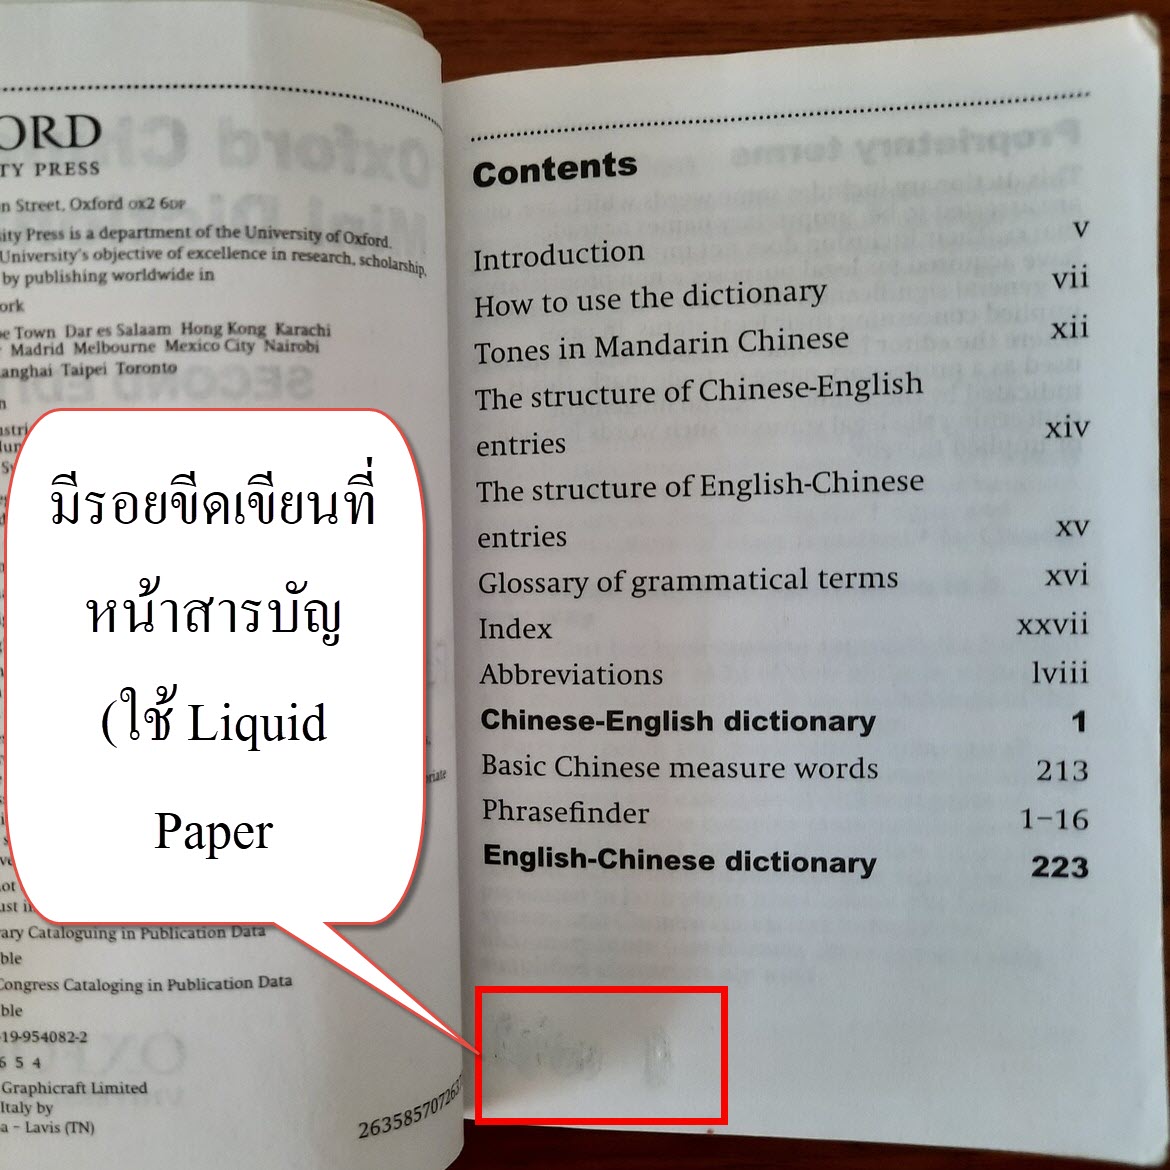 ORD
TY PRESS
n Street, Oxford OX2 6DP
ity Press is a department of the University of Oxford.
University's objective of excellence in research, scholarship,
by publishing worldwide in
ork
e Town Dar es Salaam Hong Kong Karachi
Madrid Melbourne Mexico City Nairobi
anghai Taipei Toronto
n
มีรอยขีดเขียนที่
หน้าสารบัญ
(ใช้ Liquid
Paper
ary Cataloguing in Publication Data
ble
Congress Cataloging in Publication Data
ble
-19-954082-2
6 5 4
Graphicraft Limited
Italy by
a – Lavis (TN)
Contents
Introduction v
How to use the dictionary vii
Tones in Mandarin Chinese xii
The structure of Chinese-English
entries xiv
The structure of English-Chinese
entries xv
Glossary of grammatical terms xvi
Index xxvii
Abbreviations lviii
Chinese-English dictionary 1
Basic Chinese measure words 213
Phrasefinder 1–16
English-Chinese dictionary 223